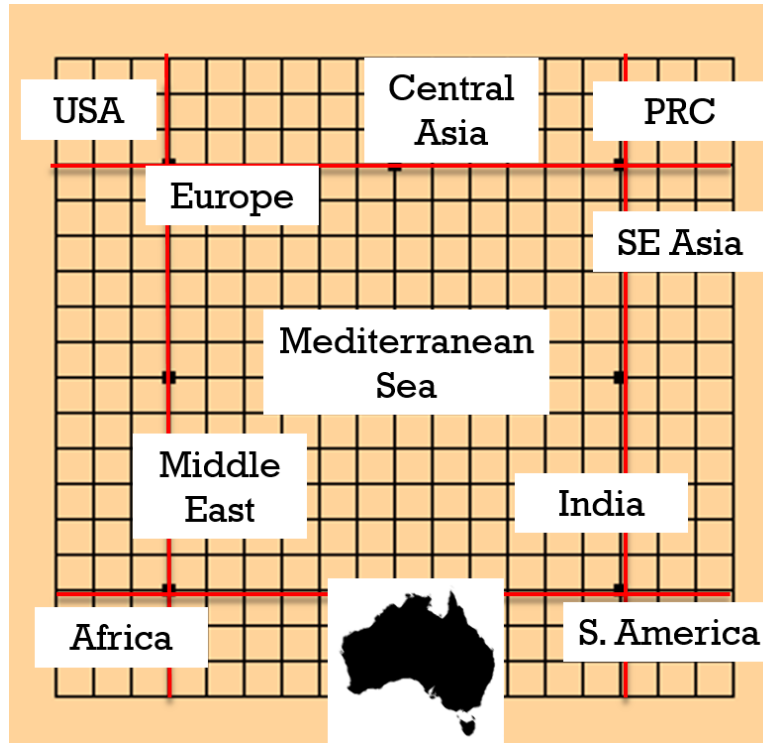 USA
Central
Asia
PRC
Europe
SE Asia
Mediterranean
Sea
Middle
East
India
Africa
S. America